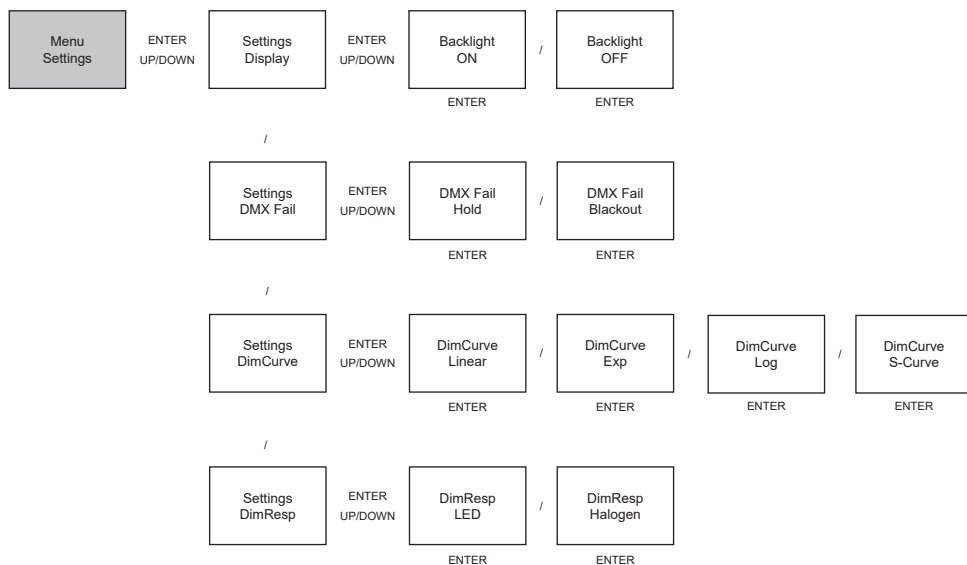 Menu
Settings
ENTER
UP/DOWN
Settings
Display
ENTER
UP/DOWN
Backlight
ON
/
Backlight
OFF
ENTER
ENTER
/
Settings
DMX Fail
ENTER
UP/DOWN
DMX Fail
Hold
/
DMX Fail
Blackout
ENTER
ENTER
/
Settings
DimCurve
ENTER
UP/DOWN
DimCurve
Linear
/
DimCurve
Exp
/
DimCurve
Log
/
DimCurve
S-Curve
ENTER
ENTER
ENTER
ENTER
/
Settings
DimResp
ENTER
UP/DOWN
DimResp
LED
/
DimResp
Halogen
ENTER
ENTER